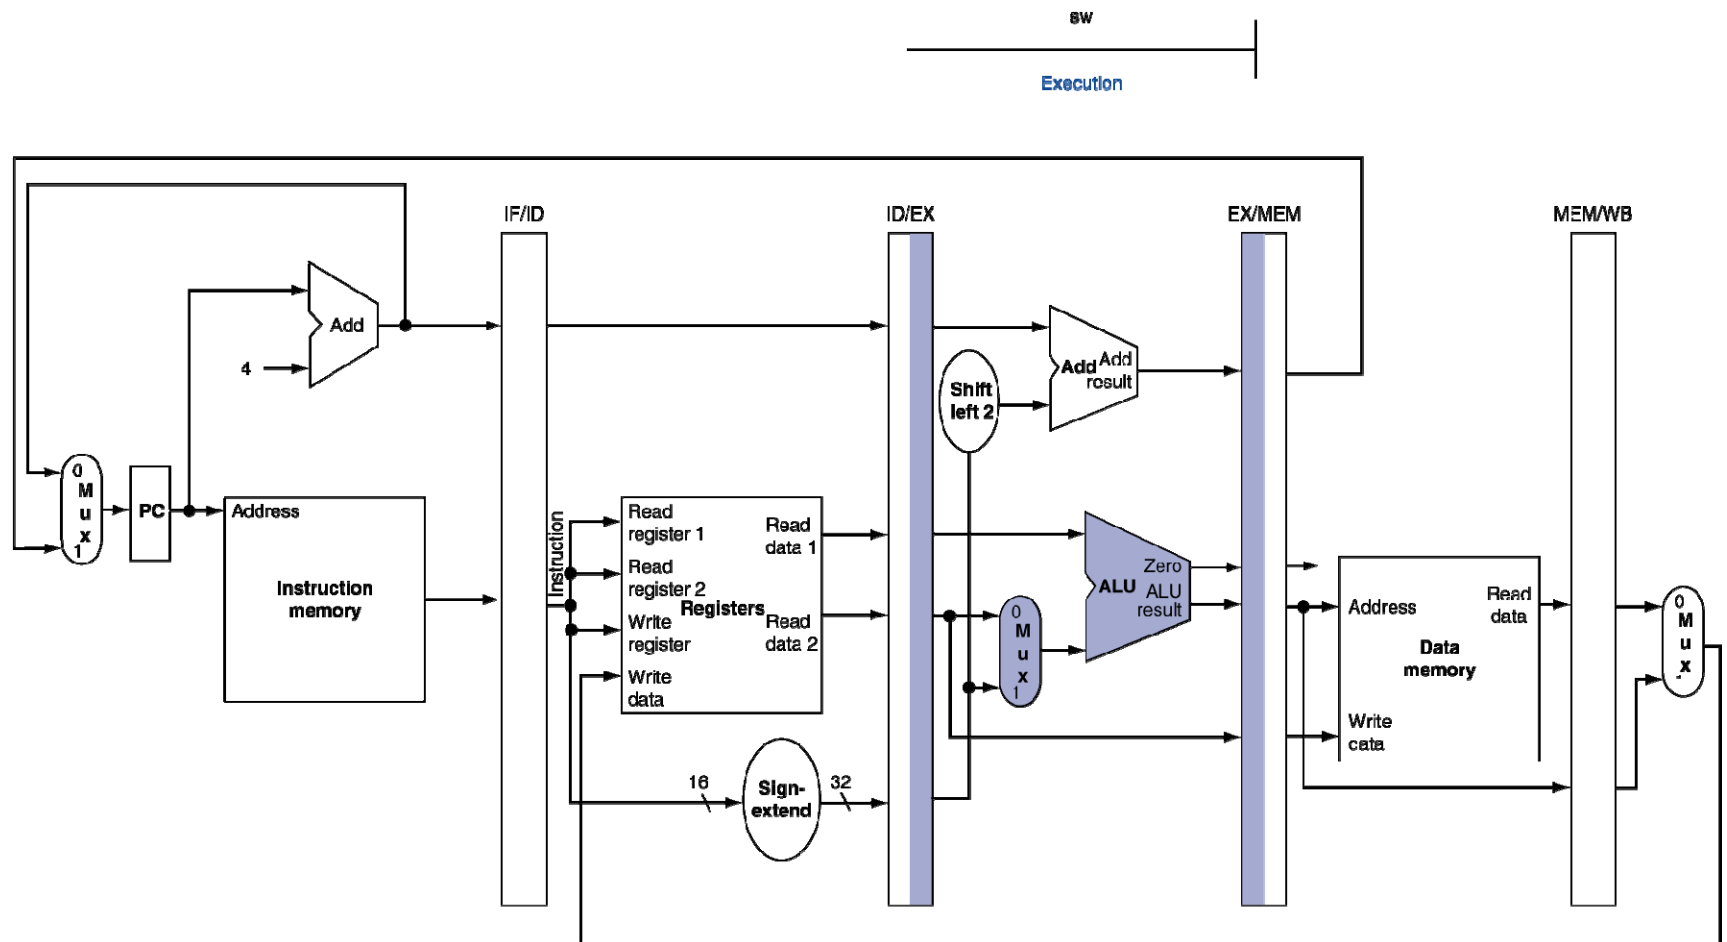 sw
Execution
IF/ID
ID/EX
EX/MEM
MEM/WB
Add
4
Add Add
result
Shift
left 2
0
M
u
x
1
PC
Address
Instruction
memory
Instruction
Read
register 1
Read
register 2
Write
register
Write
data
Registers
Read
data 1
Read
data 2
0
M
u
x
1
Zero
ALU
ALU
result
Address
Read
data
Data
memory
Write
cata
0
M
u
x
16
Sign-
extend
32